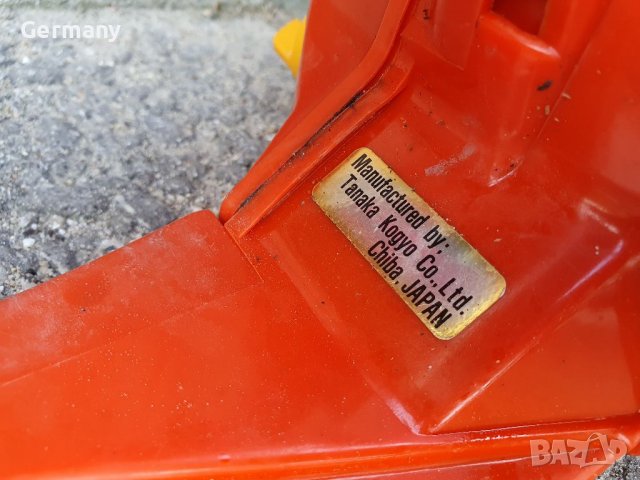 Germany
Manufactured by:
Tanaka Kogyo Co., Ltd.
Chiba, JAPAN
BAZAR